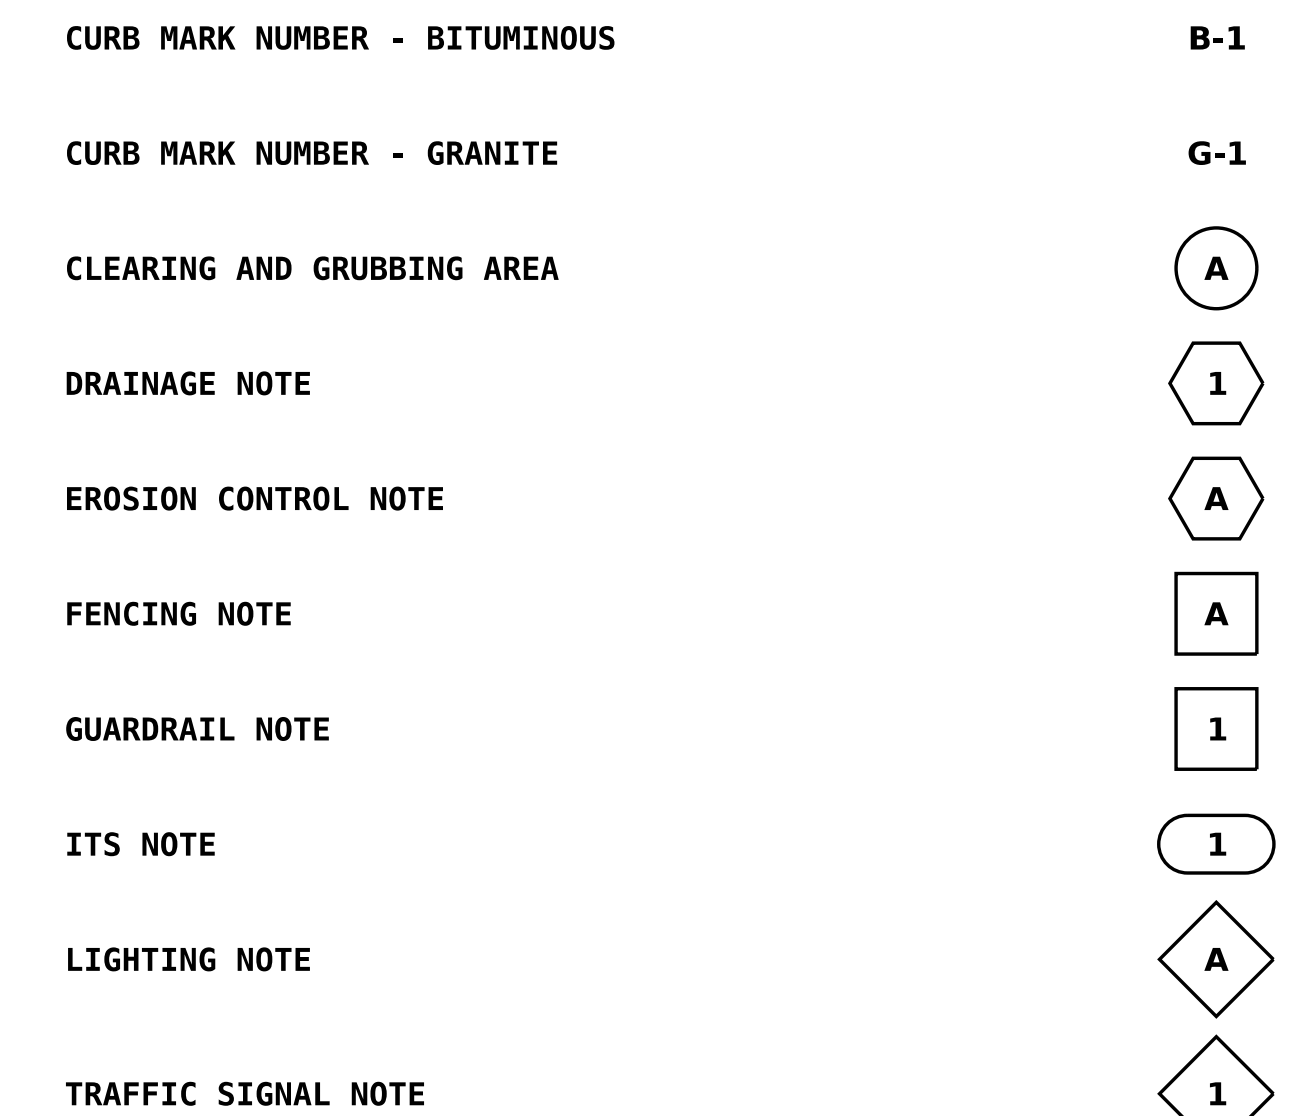 CURB MARK NUMBER - BITUMINOUS B-1
CURB MARK NUMBER - GRANITE G-1
CLEARING AND GRUBBING AREA A
DRAINAGE NOTE 1
EROSION CONTROL NOTE A
FENCING NOTE A
GUARDRAIL NOTE 1
ITS NOTE 1
LIGHTING NOTE A
TRAFFIC SIGNAL NOTE 1